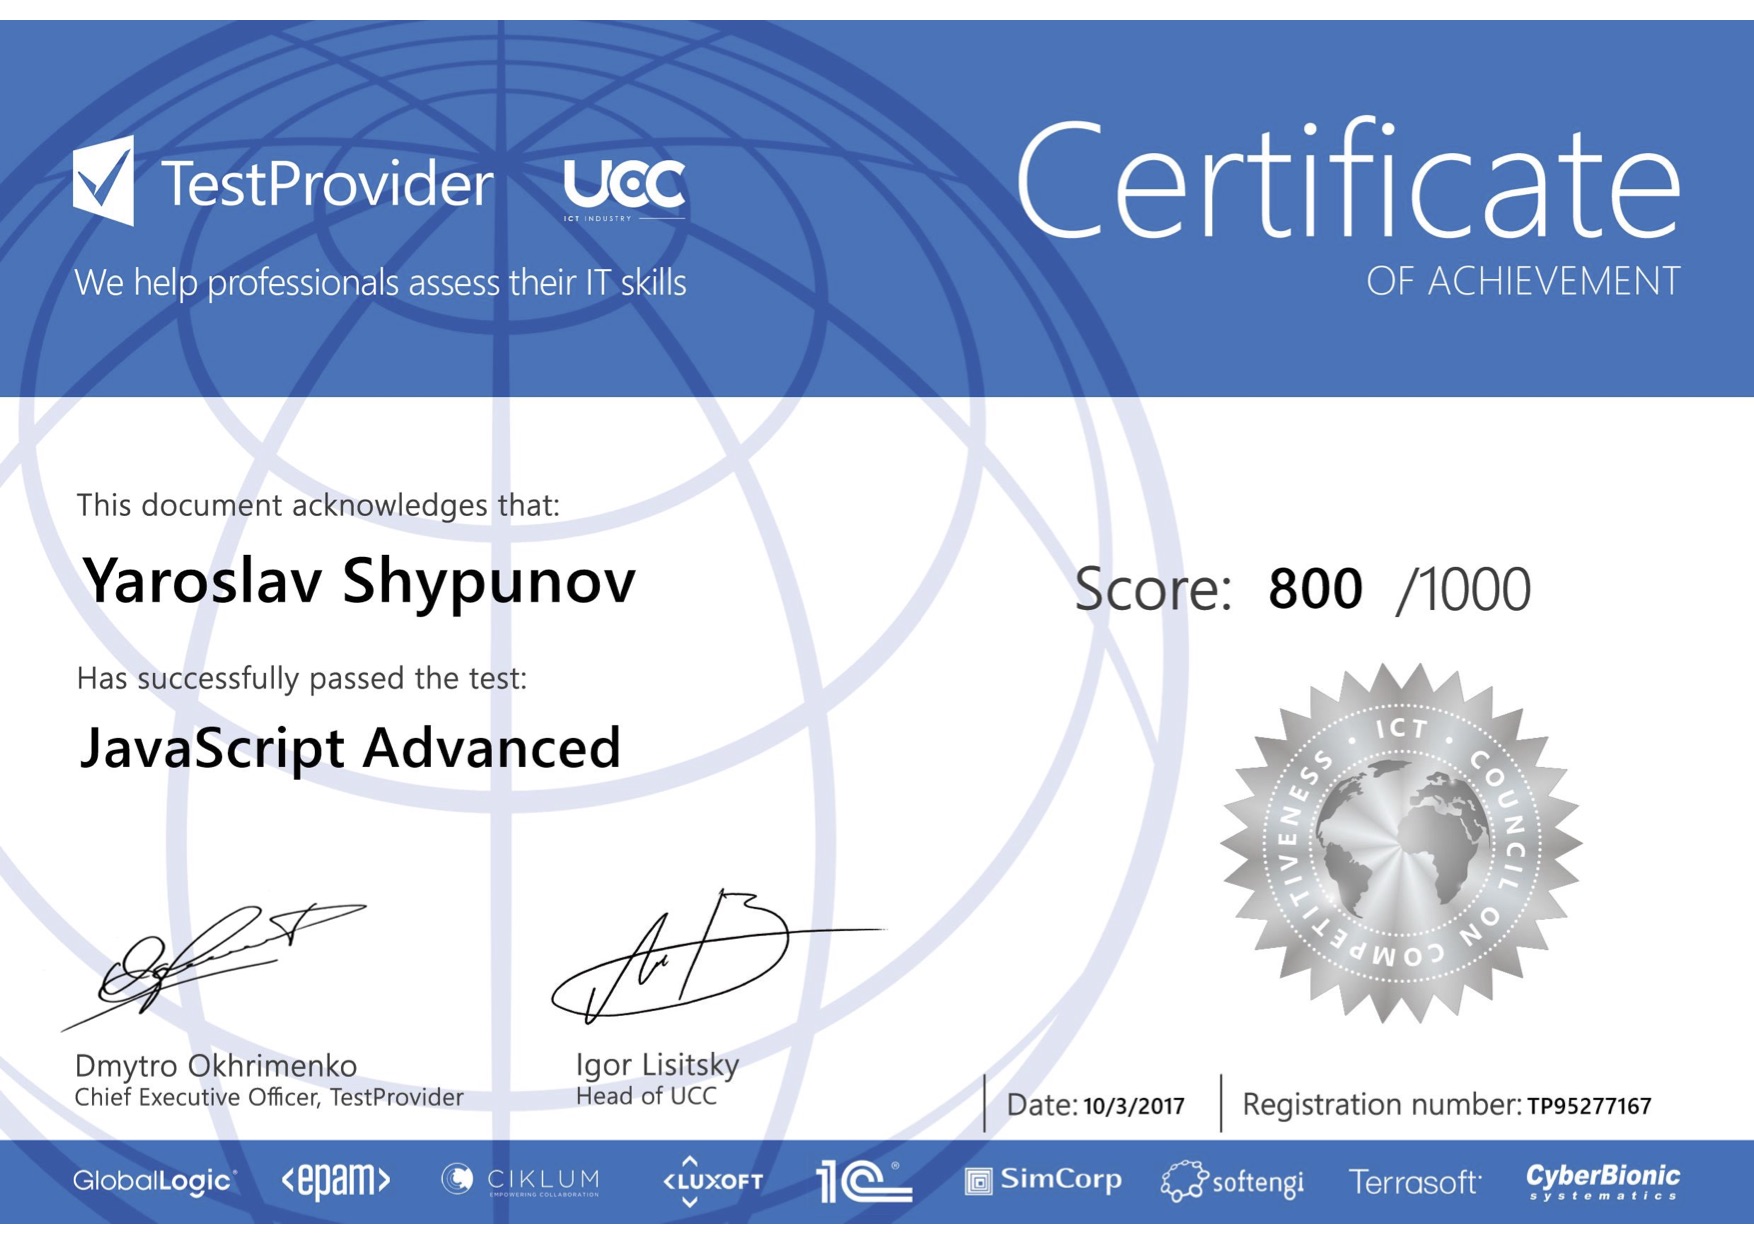 TestProvider
UCC
ICT INDUSTRY
We help professionals assess their IT skills
Certificate
OF ACHIEVEMENT
This document acknowledges that:
Yaroslav Shypunov
Score: 800 /1000
Has successfully passed the test:
JavaScript Advanced
ICT • COUNCIL ON COMPETITIVENESS •
Dmytro Okhrimenko
Chief Executive Officer, TestProvider
Igor Lisitsky
Head of UCC
Date: 10/3/2017
Registration number: TP95277167
GlobalLogic
<epam>
CIKLUM
EMPOWERING COLLABORATION
<LUXOFT
1C®
SimCorp
softengi
Terrasoft
CyberBionic
systematics